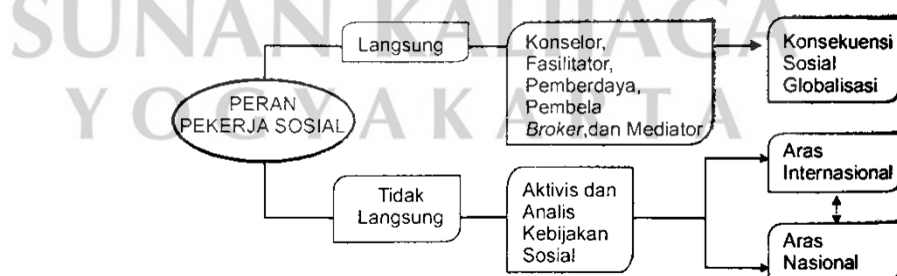 SUNAN KALIJAGA
YOGYAKARTA
PERAN
PEKERJA SOSIAL
Langsung
Konselor,
Fasilitator,
Pemberdaya,
Pembela
Broker,dan Mediator
Konsekuensi
Sosial
Globalisasi
Tidak
Langsung
Aktivis dan
Analis
Kebijakan
Sosial
Aras
Internasional
Aras
Nasional